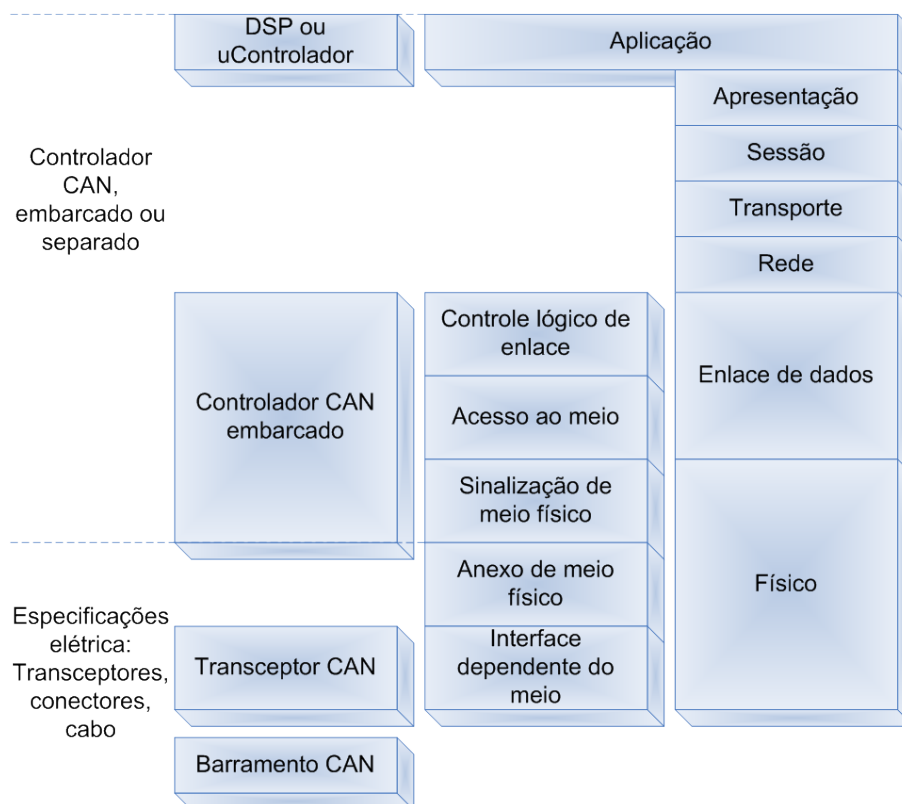 DSP ou
uControlador
Aplicação
Apresentação
Sessão
Transporte
Rede
Controlador
CAN,
embarcado ou
separado
Controlador CAN
embarcado
Controle lógico de
enlace
Acesso ao meio
Sinalização de
meio físico
Enlace de dados
Anexo de meio
físico
Interface
dependente do
meio
Físico
Especificações
elétrica:
Transceptores,
conectores,
cabo
Transceptor CAN
Barramento CAN